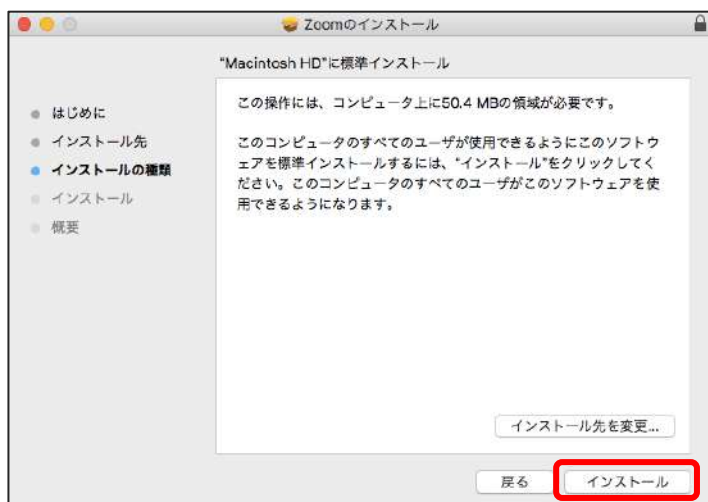 Zoomのインストール
"Macintosh HD"に標準インストール
はじめに
インストール先
インストールの種類
インストール
概要
この操作には、コンピュータ上に50.4 MBの領域が必要です。
このコンピュータのすべてのユーザが使用できるようにこのソフトウ
ェアを標準インストールするには、"インストール"をクリックしてく
ださい。このコンピュータのすべてのユーザがこのソフトウェアを使
用できるようになります。
インストール先を変更...
戻る
インストール